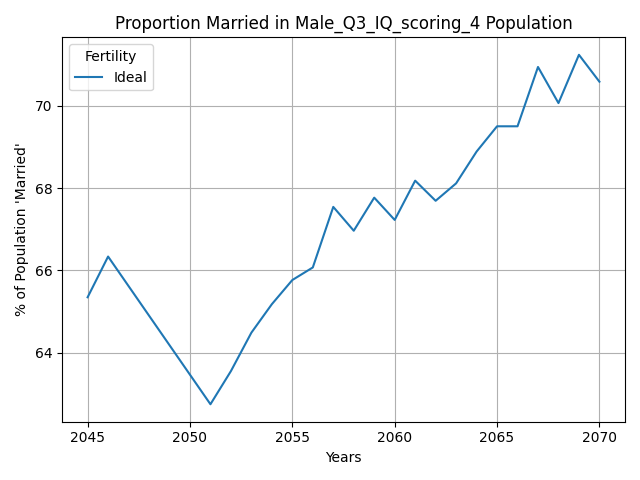 Proportion Married in Male_Q3_IQ_scoring_4 Population
Fertility
Ideal
% of Population 'Married'
70
68
66
64
2045 2050 2055 2060 2065 2070
Years